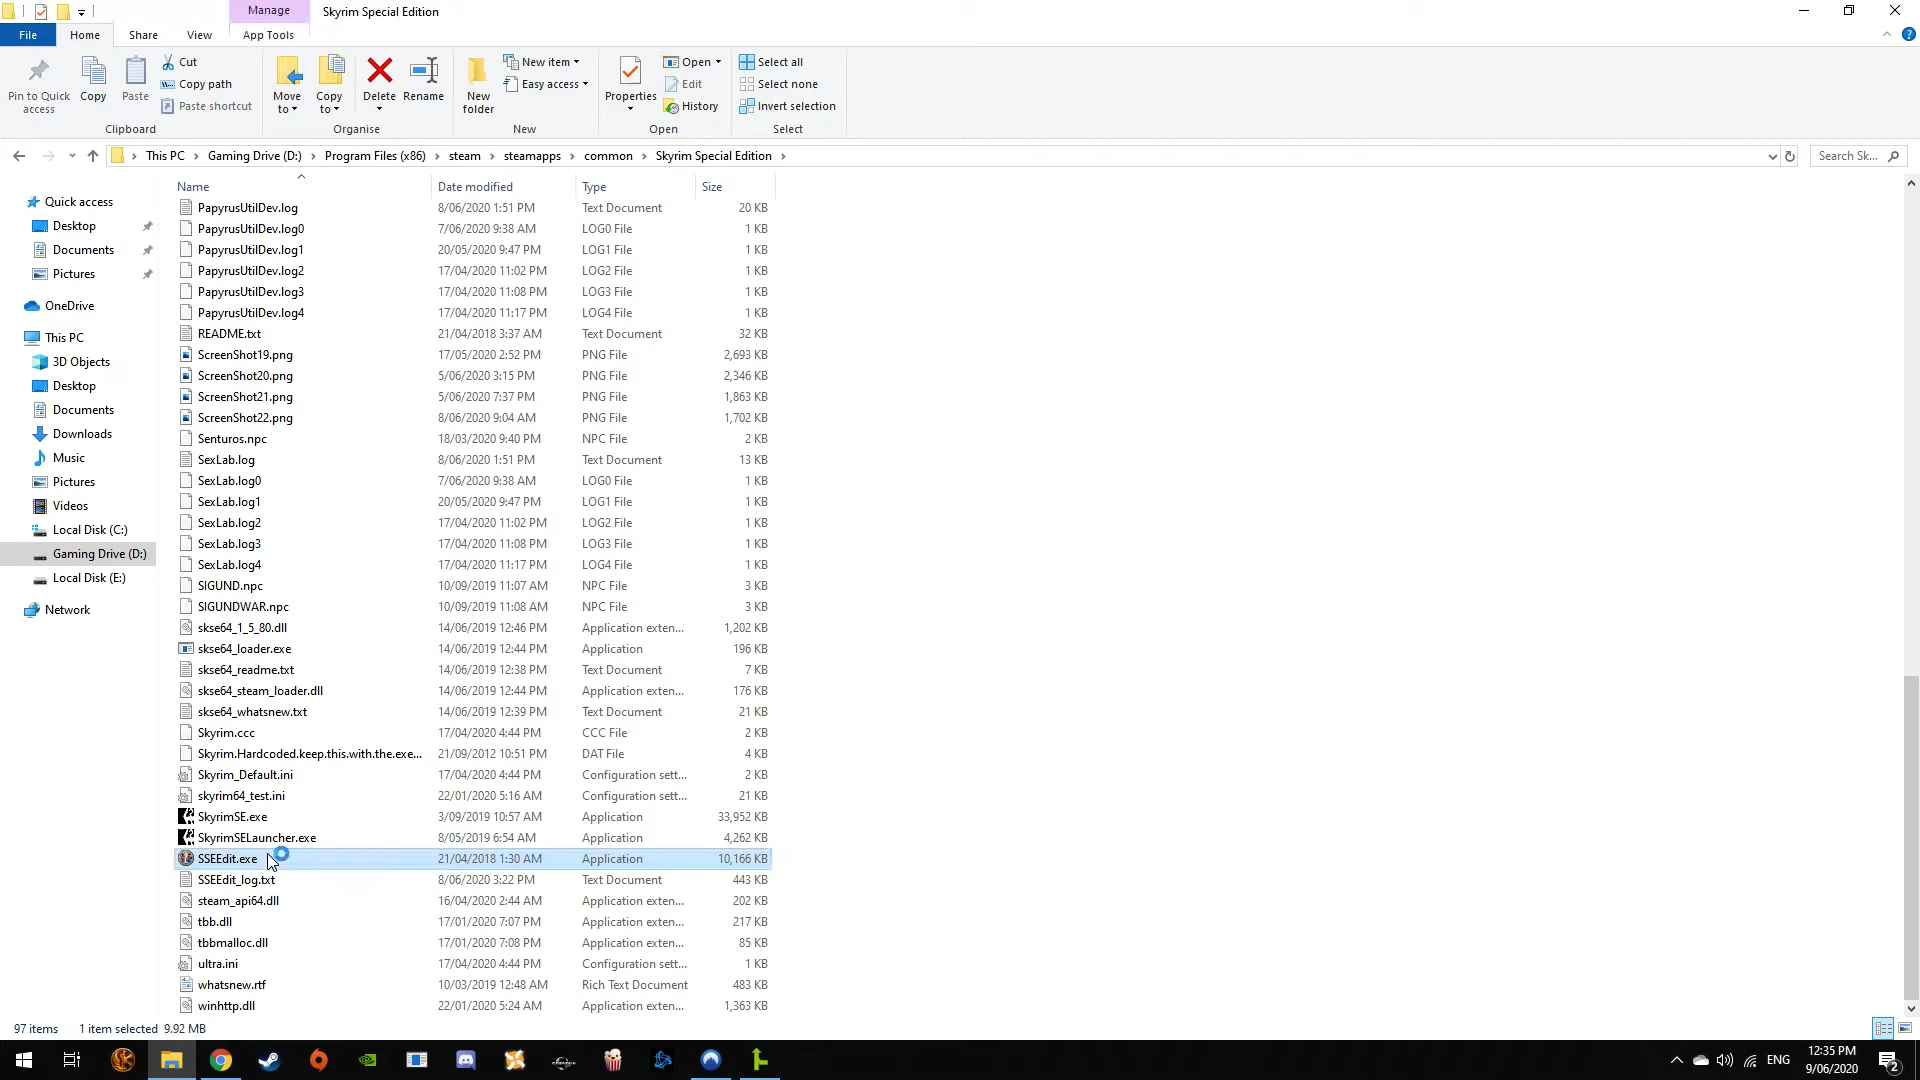 Manage
Skyrim Special Edition
File
Home
Share
View
App Tools
Pin to Quick access
Copy
Paste
Cut
Copy path
Paste shortcut
Clipboard
Move to
Copy to
Delete
Rename
Organise
New folder
New item
Easy access
New
Properties
Open
Edit
History
Open
Select all
Select none
Invert selection
Select
This PC > Gaming Drive (D:) > Program Files (x86) > steam > steamapps > common > Skyrim Special Edition >
Search Sk...
Quick access
Desktop
Documents
Pictures
OneDrive
This PC
3D Objects
Desktop
Documents
Downloads
Music
Pictures
Videos
Local Disk (C:)
Gaming Drive (D:)
Local Disk (E:)
Network
Name Date modified Type Size
PapyrusUtilDev.log 8/06/2020 1:51 PM Text Document 20 KB
PapyrusUtilDev.log0 7/06/2020 9:38 AM LOG0 File 1 KB
PapyrusUtilDev.log1 20/05/2020 9:47 PM LOG1 File 1 KB
PapyrusUtilDev.log2 17/04/2020 11:02 PM LOG2 File 1 KB
PapyrusUtilDev.log3 17/04/2020 11:08 PM LOG3 File 1 KB
PapyrusUtilDev.log4 17/04/2020 11:17 PM LOG4 File 1 KB
README.txt 21/04/2018 3:37 AM Text Document 32 KB
ScreenShot19.png 17/05/2020 2:52 PM PNG File 2,693 KB
ScreenShot20.png 5/06/2020 3:15 PM PNG File 2,346 KB
ScreenShot21.png 5/06/2020 7:37 PM PNG File 1,863 KB
ScreenShot22.png 8/06/2020 9:04 AM PNG File 1,702 KB
Senturos.npc 18/03/2020 9:40 PM NPC File 2 KB
SexLab.log 8/06/2020 1:51 PM Text Document 13 KB
SexLab.log0 7/06/2020 9:38 AM LOG0 File 1 KB
SexLab.log1 20/05/2020 9:47 PM LOG1 File 1 KB
SexLab.log2 17/04/2020 11:02 PM LOG2 File 1 KB
SexLab.log3 17/04/2020 11:08 PM LOG3 File 1 KB
SexLab.log4 17/04/2020 11:17 PM LOG4 File 1 KB
SIGUND.npc 10/09/2019 11:07 AM NPC File 3 KB
SIGUNDWAR.npc 10/09/2019 11:08 AM NPC File 3 KB
skse64_1_5_80.dll 14/06/2019 12:46 PM Application exten... 1,202 KB
skse64_loader.exe 14/06/2019 12:44 PM Application 196 KB
skse64_readme.txt 14/06/2019 12:38 PM Text Document 7 KB
skse64_steam_loader.dll 14/06/2019 12:44 PM Application exten... 176 KB
skse64_whatsnew.txt 14/06/2019 12:39 PM Text Document 21 KB
Skyrim.ccc 17/04/2020 4:44 PM CCC File 2 KB
Skyrim.Hardcoded.keep.this.with.the.exe... 21/09/2012 10:51 PM DAT File 4 KB
Skyrim_Default.ini 17/04/2020 4:44 PM Configuration sett... 2 KB
skyrim64_test.ini 22/01/2020 5:16 AM Configuration sett... 21 KB
SkyrimSE.exe 3/09/2019 10:57 AM Application 33,952 KB
SkyrimSELauncher.exe 8/05/2019 6:54 AM Application 4,262 KB
SSEEdit.exe 21/04/2018 1:30 AM Application 10,166 KB
SSEEdit_log.txt 8/06/2020 3:22 PM Text Document 443 KB
steam_api64.dll 16/04/2020 2:44 AM Application exten... 202 KB
tbb.dll 17/01/2020 7:07 PM Application exten... 217 KB
tbbmalloc.dll 17/01/2020 7:08 PM Application exten... 85 KB
ultra.ini 17/04/2020 4:44 PM Configuration sett... 1 KB
whatsnew.rtf 10/03/2019 12:48 AM Rich Text Document 483 KB
winhttp.dll 22/01/2020 5:24 AM Application exten... 1,363 KB
97 items 1 item selected 9.92 MB
ENG
12:35 PM
9/06/2020
2